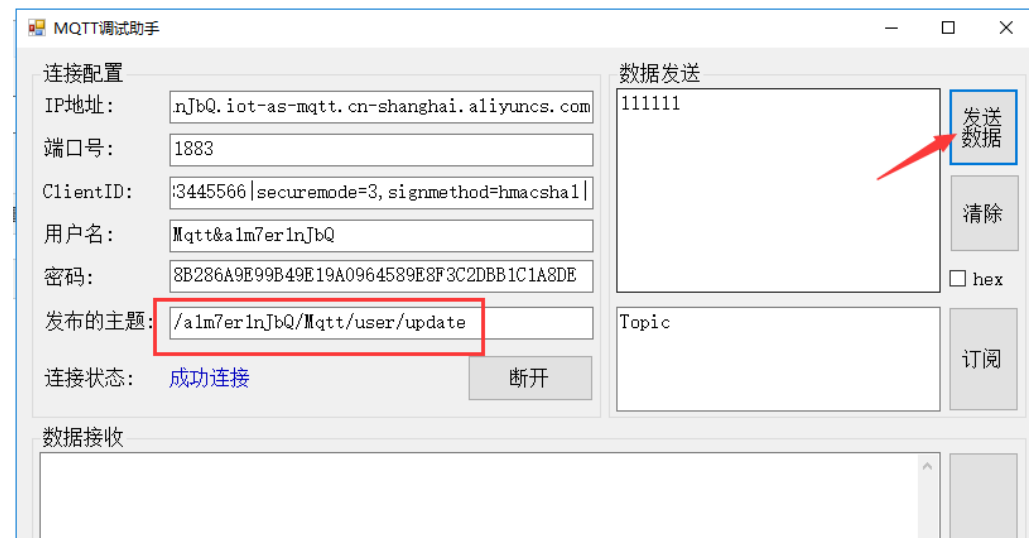 MQTT调试助手
连接配置
IP地址:
nJbQ.iot-as-mqtt.cn-shanghai.aliyuncs.com
端口号:
1883
ClientID:
3445566|securemode=3,signmethod=hmacsha1|
用户名:
Mqtt&a1m7er1nJbQ
密码:
8B286A9E99B49E19A0964589E8F3C2DBB1C1A8DE
发布的主题:
/a1m7er1nJbQ/Mqtt/user/update
连接状态:
成功连接
断开
数据发送
111111
发送
数据
清除
hex
Topic
订阅
数据接收